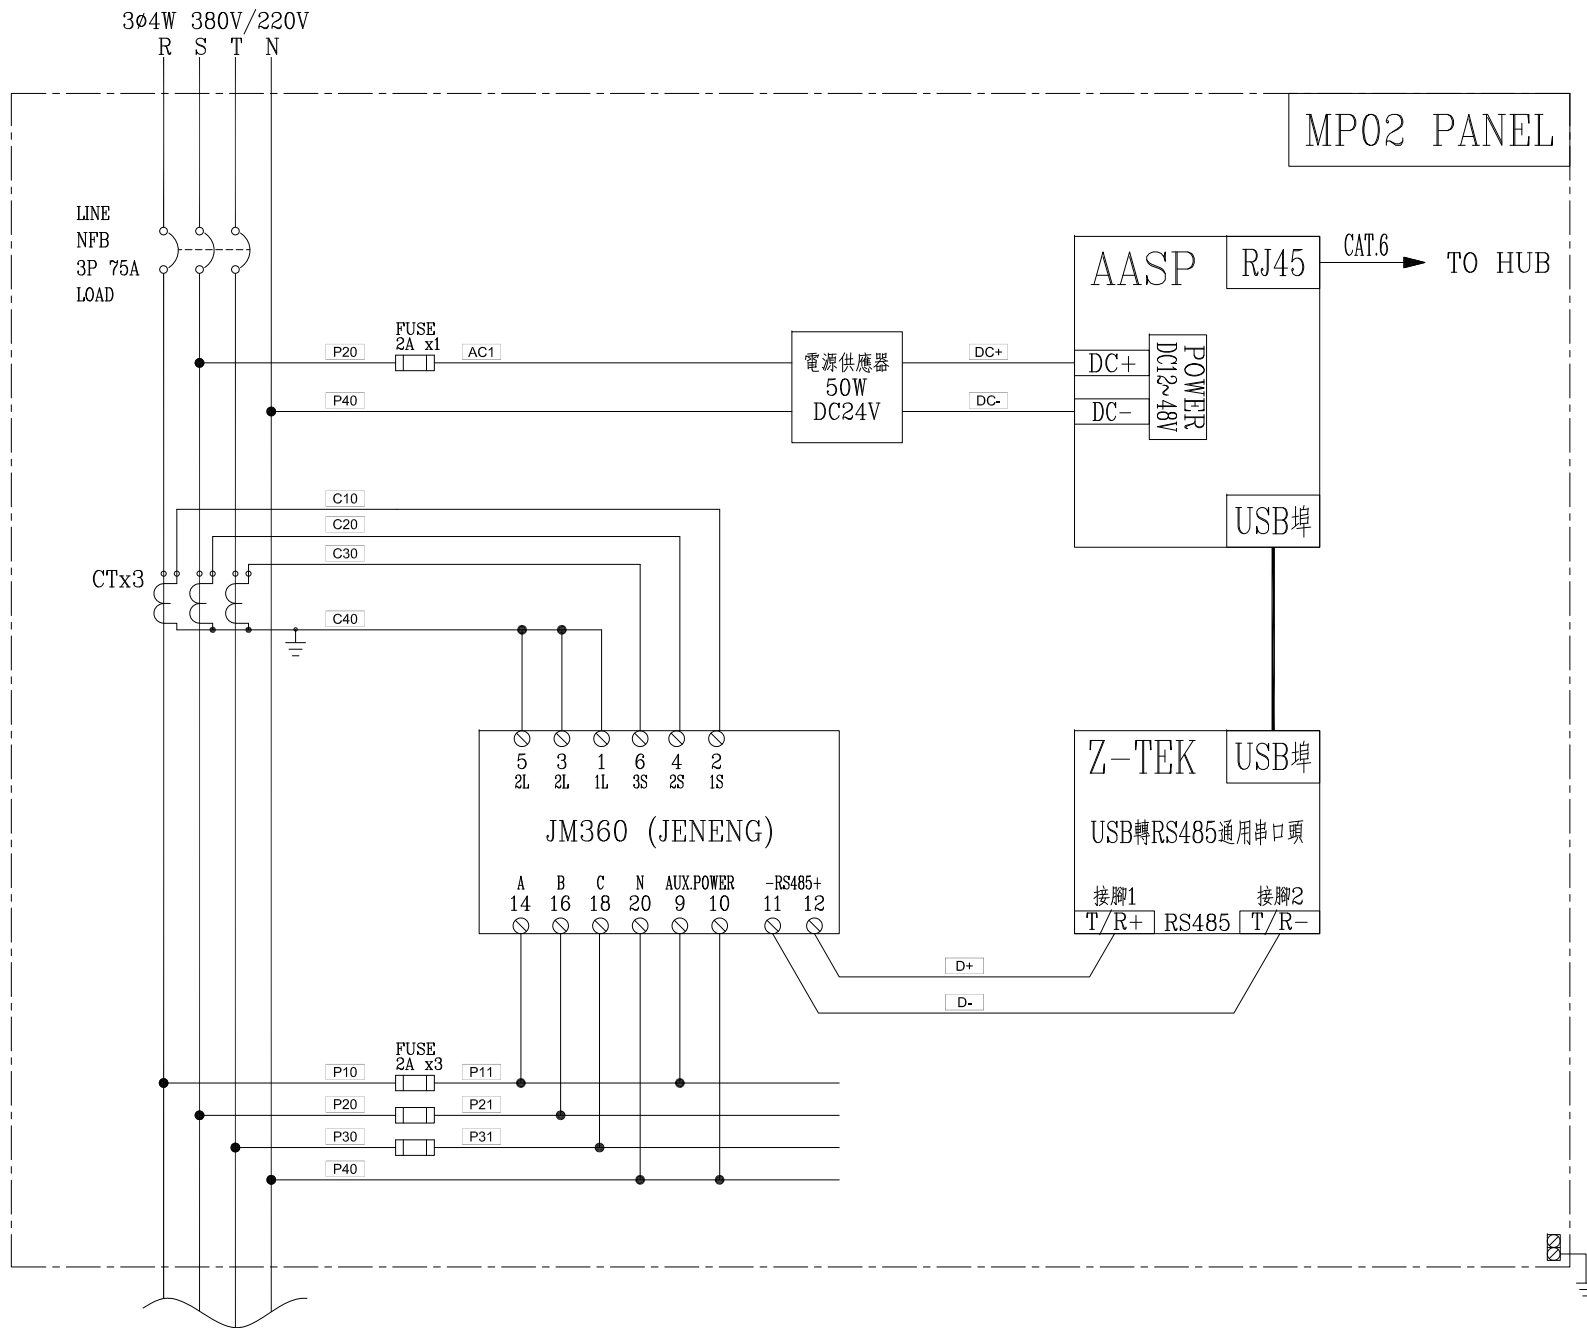 3ø4W 380V/220V
R S T N
MP02 PANEL
LINE
NFB
3P 75A
LOAD
AASP
RJ45
CAT.6
TO HUB
FUSE
2A x1
P20
AC1
P40
電源供應器
50W
DC24V
DC+
DC-
DC+
DC-
POWER
DC12~48V
USB埠
C10
C20
C30
CTx3
C40
5 3 1 6 4 2
2L 2L 1L 3S 2S 1S
JM360 (JENENG)
A B C N AUX.POWER -RS485+
14 16 18 20 9 10 11 12
Z-TEK
USB埠
USB轉RS485通用串口頭
接腳1 接腳2
T/R+ RS485 T/R-
D+
D-
FUSE
2A x3
P10 P11
P20 P21
P30 P31
P40